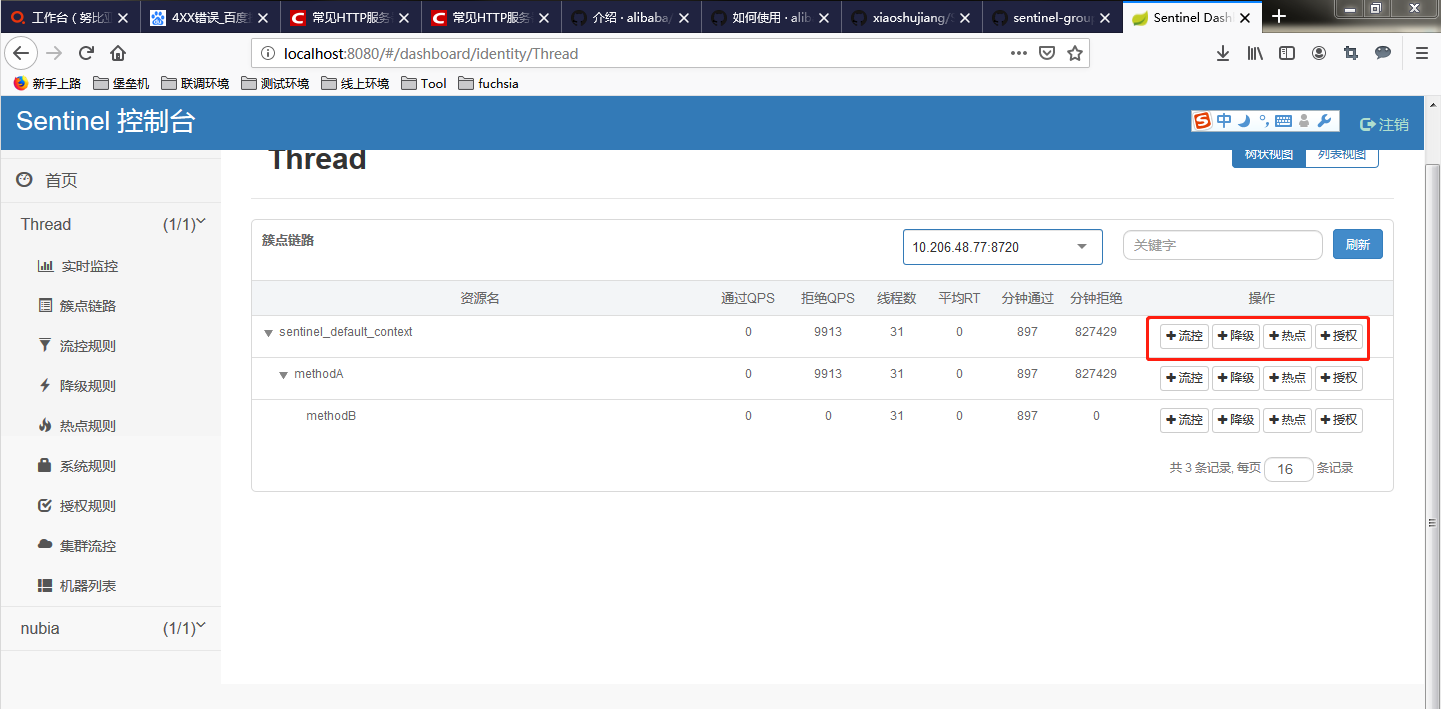 工作台（努比亚
4XX错误_百度
常见HTTP服务
常见HTTP服务
介绍 · alibaba/
如何使用 · alib
xiaoshujiang/
sentinel-grou
Sentinel Dash
localhost:8080/#/dashboard/identity/Thread
新手上路 堡垒机 联调环境 测试环境 线上环境 Tool fuchsia
Sentinel 控制台
中
注销
首页
Thread (1/1)
实时监控
簇点链路
流控规则
降级规则
热点规则
系统规则
授权规则
集群流控
机器列表
nubia (1/1)
Thread
树状视图 列表视图
簇点链路 10.206.48.77:8720 关键字 刷新
资源名 通过QPS 拒绝QPS 线程数 平均RT 分钟通过 分钟拒绝 操作
sentinel_default_context 0 9913 31 0 897 827429 流控 降级 热点 授权
methodA 0 9913 31 0 897 827429 流控 降级 热点 授权
methodB 0 0 31 0 897 0 流控 降级 热点 授权
共 3 条记录, 每页 16 条记录